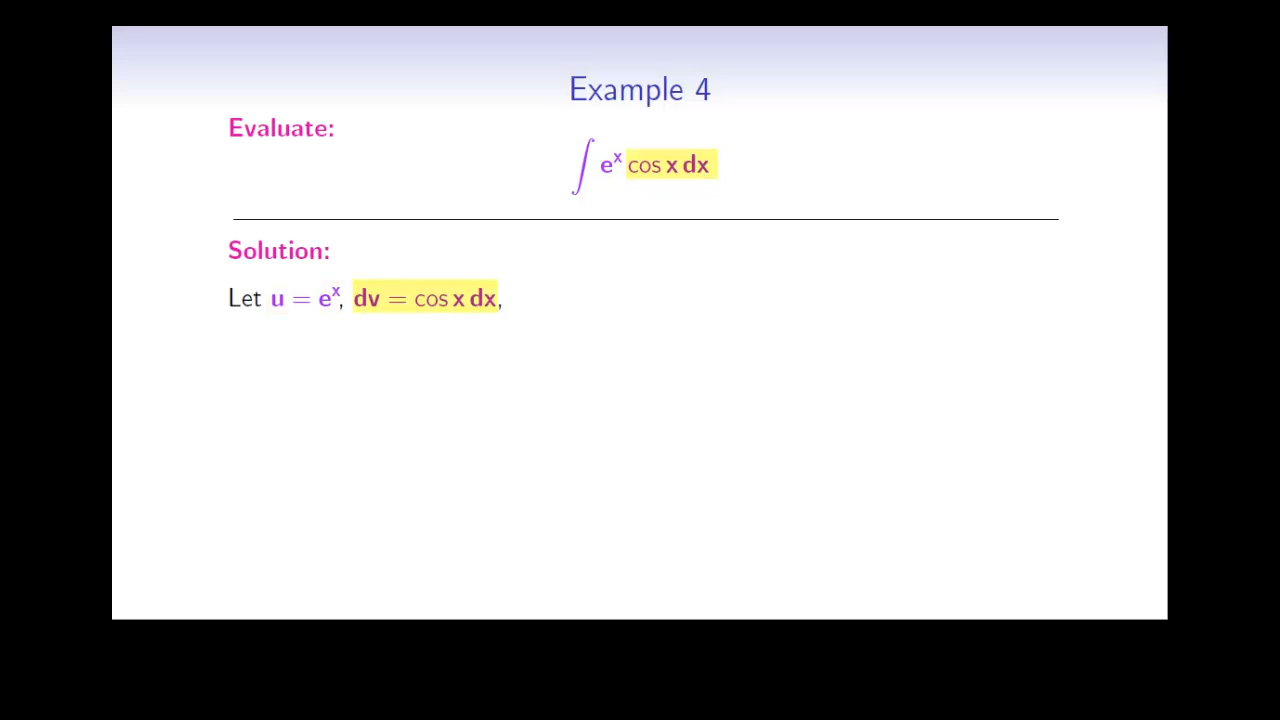 Example 4
Evaluate:
∫ eˣ cos x dx
Solution:
Let u = eˣ, dv = cos x dx,